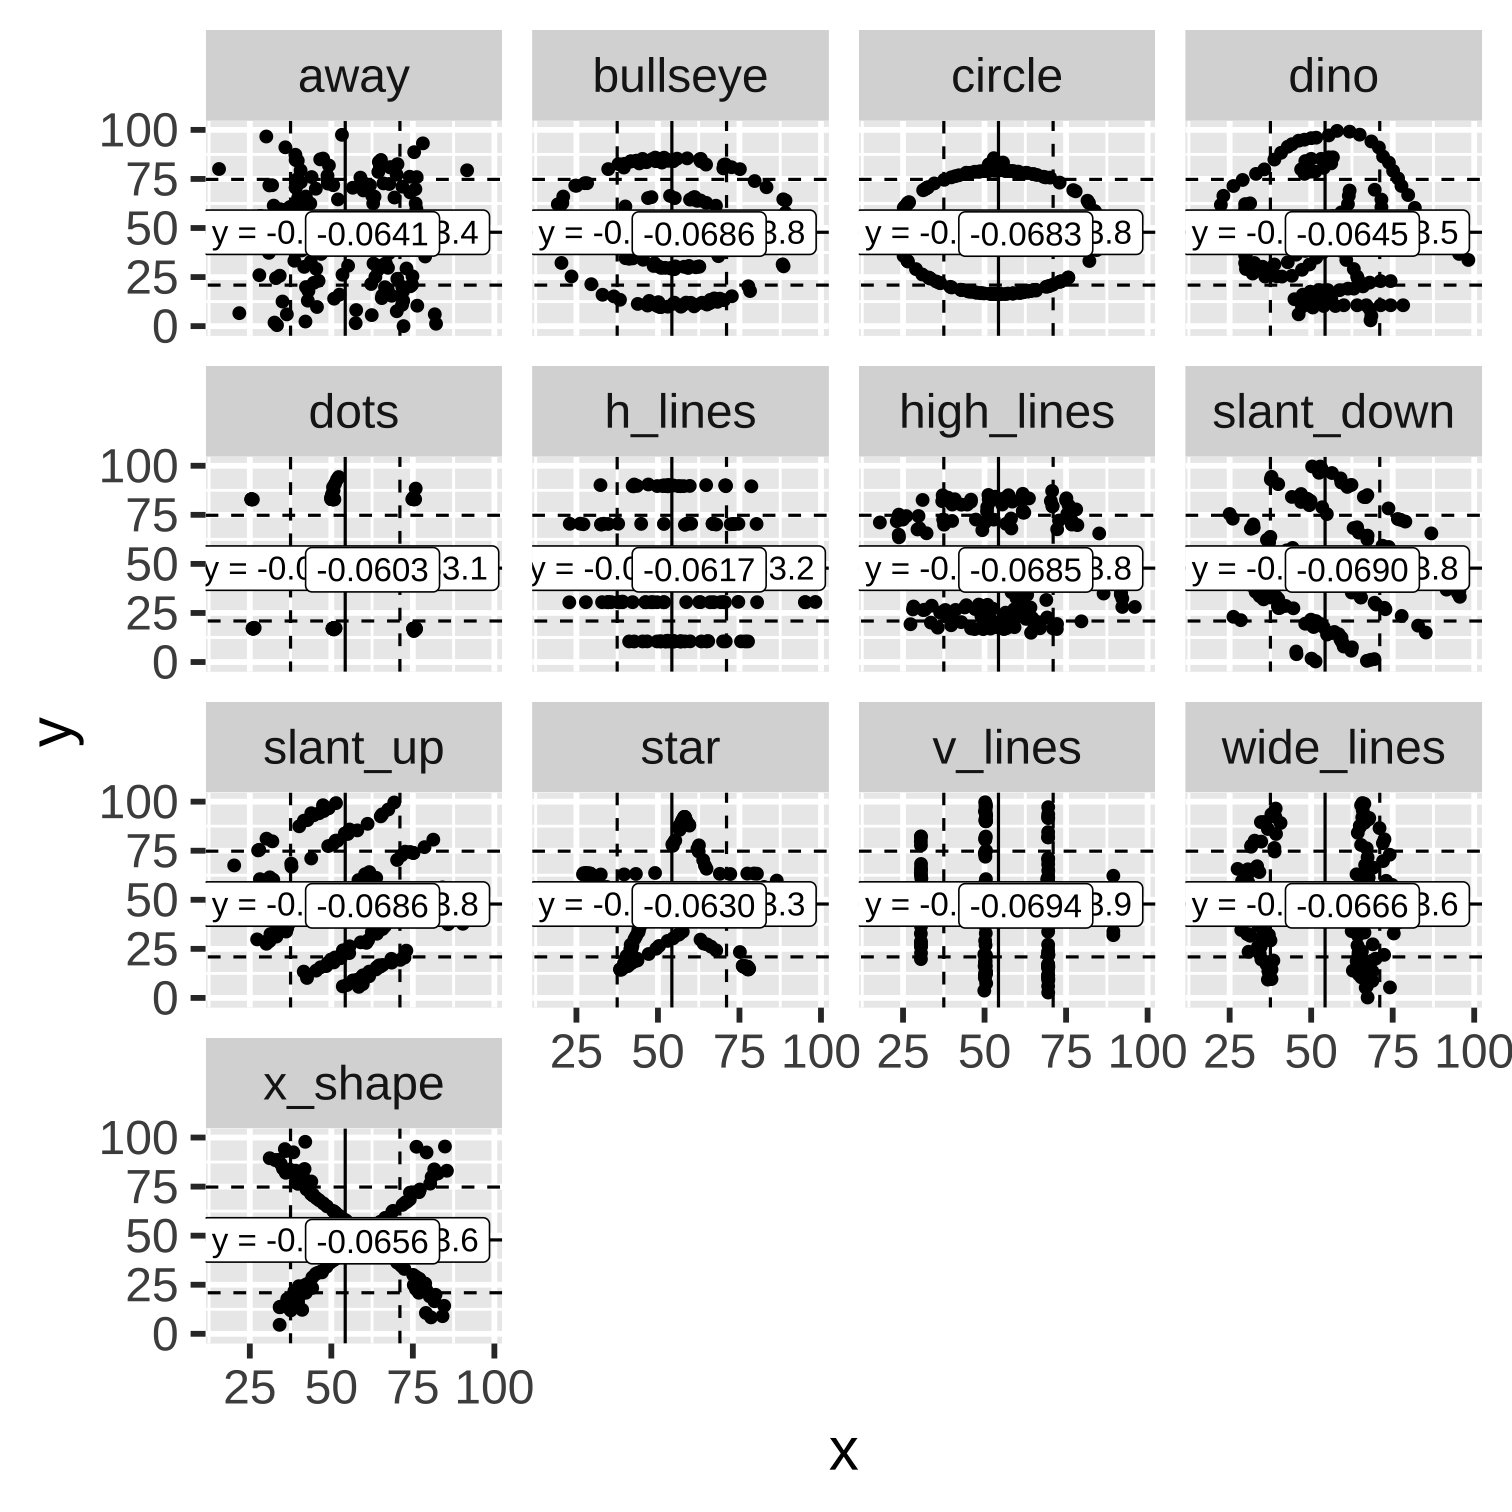 away bullseye circle dino
100
75
50
25
0
y = -0. -0.0641 3.4
y = -0. -0.0686 3.8
y = -0. -0.0683 3.8
y = -0. -0.0645 3.5
dots h_lines high_lines slant_down
100
75
50
25
0
y = -0.0 -0.0603 3.1
y = -0.0 -0.0617 3.2
y = -0. -0.0685 3.8
y = -0. -0.0690 3.8
slant_up star v_lines wide_lines
100
75
50
25
0
y = -0. -0.0686 3.8
y = -0. -0.0630 3.3
y = -0. -0.0694 3.9
y = -0. -0.0666 3.6
25 50 75 100 25 50 75 100 25 50 75 100
x_shape
100
75
50
25
0
y = -0. -0.0656 3.6
25 50 75 100
y
x